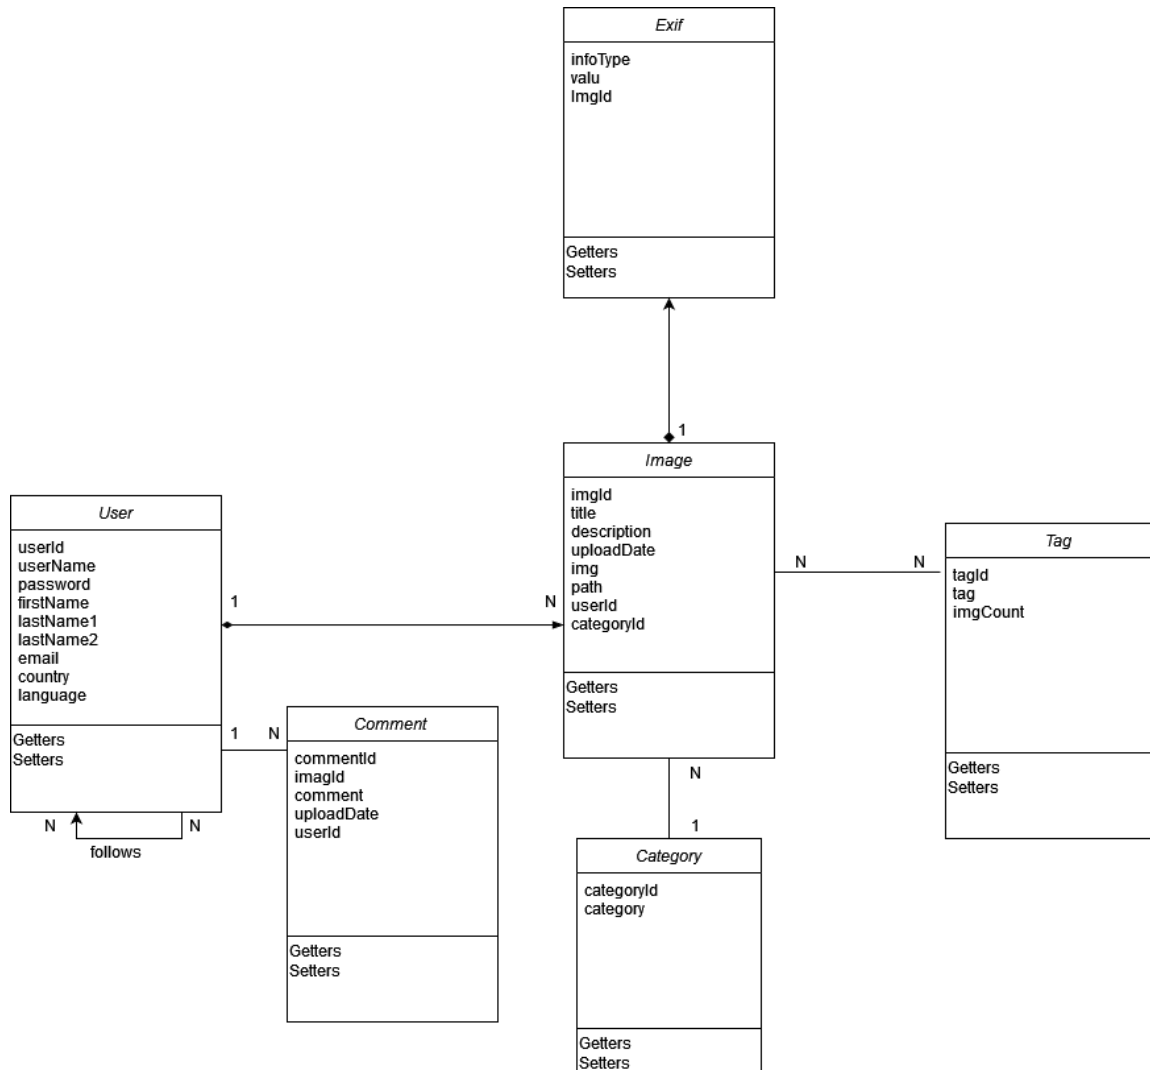 Exif
infoType
valu
ImgId
Getters
Setters
1
Image
imgId
title
description
uploadDate
img
path
userId
categoryId
Getters
Setters
User
userId
userName
password
firstName
lastName1
lastName2
email
country
language
Getters
Setters
1
N
1
N
N
N
follows
Comment
commentId
imagId
comment
uploadDate
userId
Getters
Setters
N
N
Tag
tagId
tag
imgCount
Getters
Setters
N
1
Category
categoryId
category
Getters
Setters